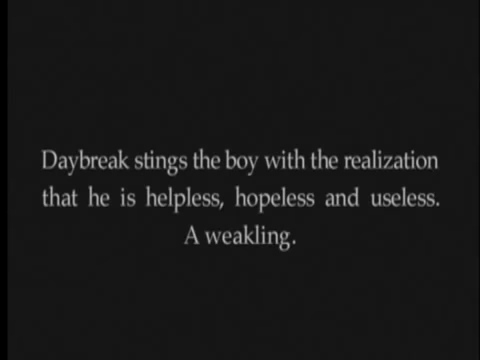 Daybreak stings the boy with the realization
that he is helpless, hopeless and useless.
A weakling.